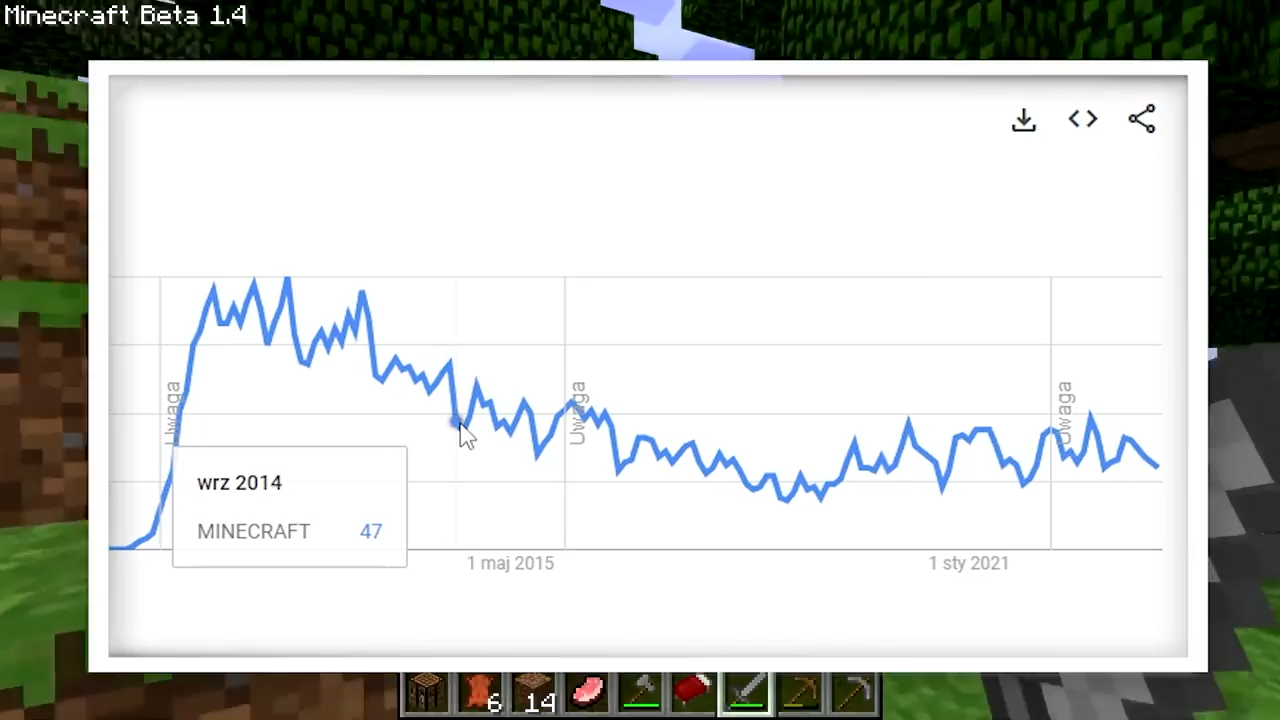 Minecraft Beta 1.4
Uwaga
Uwaga
Uwaga
wrz 2014
MINECRAFT 47
1 maj 2015
1 sty 2021
6
14